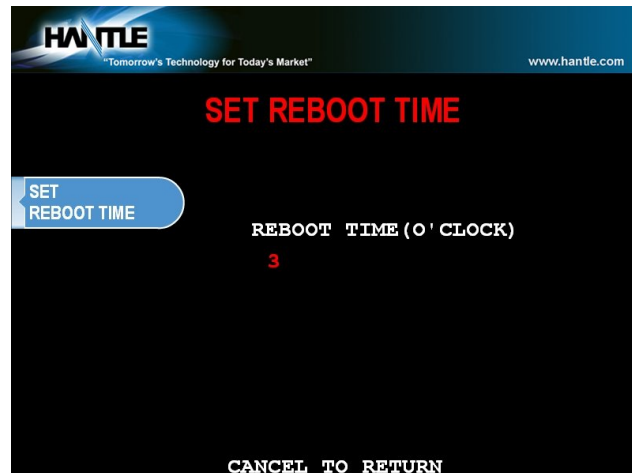 HANTLE
"Tomorrow's Technology for Today's Market"
www.hantle.com
SET REBOOT TIME
SET
REBOOT TIME
REBOOT TIME(O'CLOCK)
3
CANCEL TO RETURN